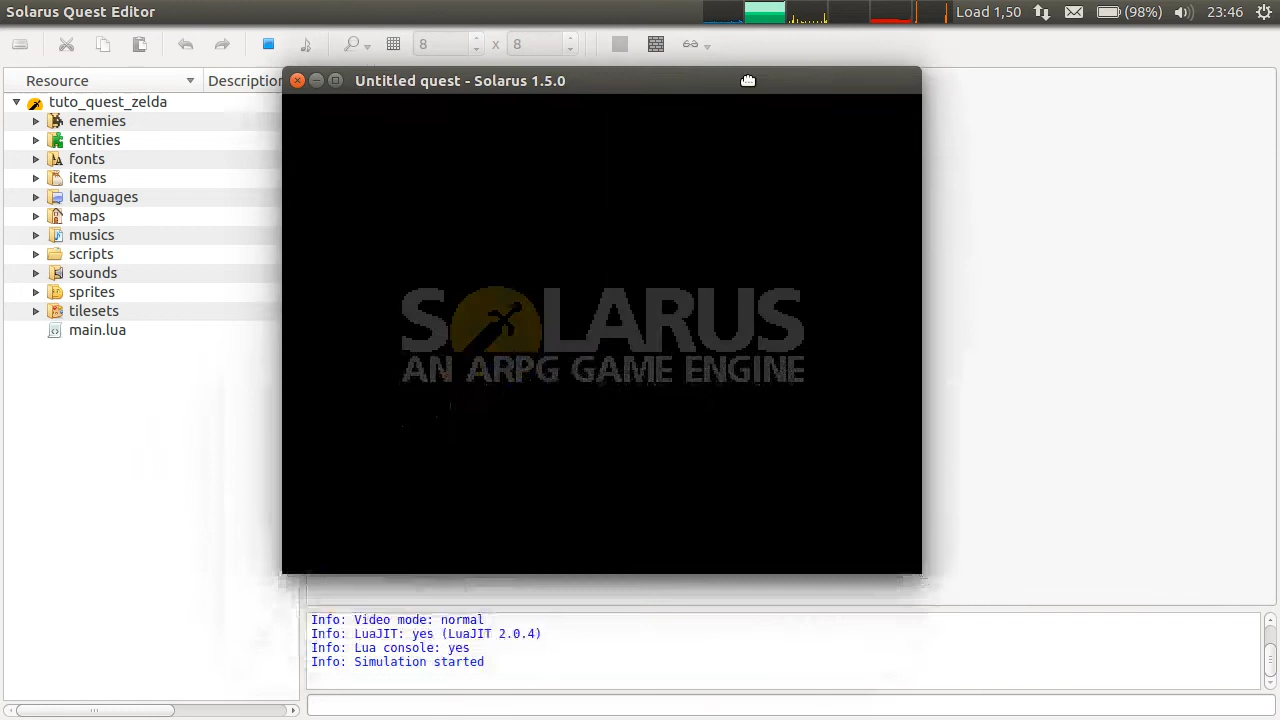 Solarus Quest Editor
Load 1,50
(98%)
23:46
8 x 8
Resource
Description
Untitled quest - Solarus 1.5.0
tuto_quest_zelda
enemies
entities
fonts
items
languages
maps
musics
scripts
sounds
sprites
tilesets
main.lua
SOLARUS
AN ARPG GAME ENGINE
Info: Video mode: normal
Info: LuaJIT: yes (LuaJIT 2.0.4)
Info: Lua console: yes
Info: Simulation started